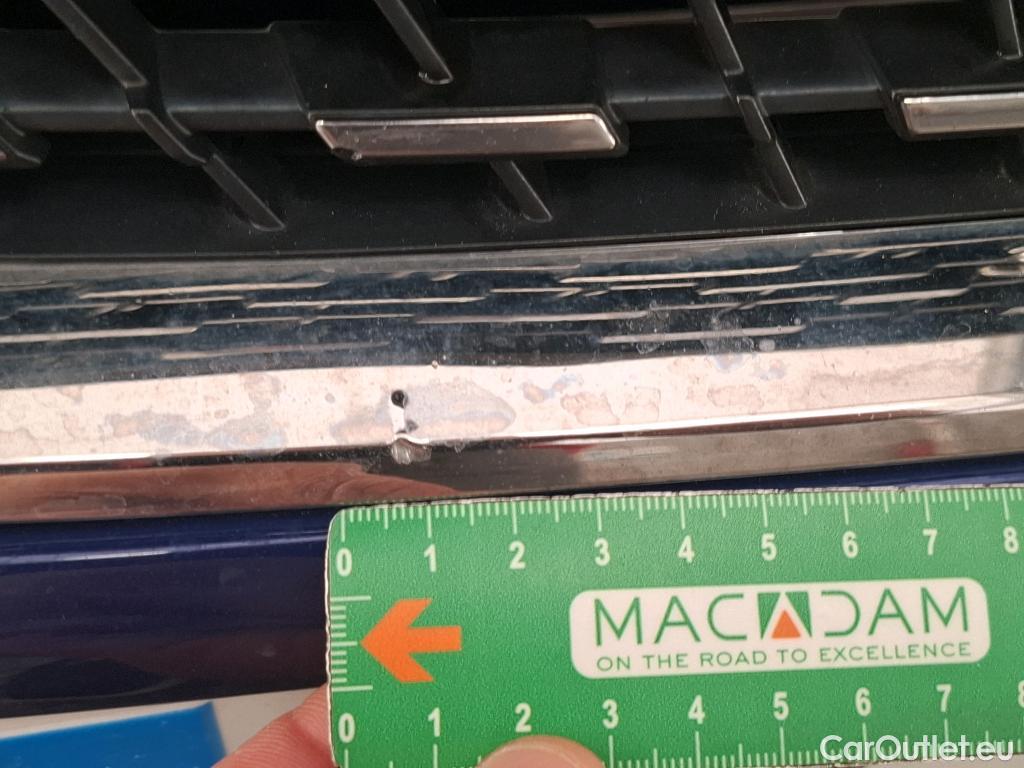 0 1 2 3 4 5 6 7 8
MACADAM
ON THE ROAD TO EXCELLENCE
0 1 2 3 4 5 6 7 8
CarOutlet.eu